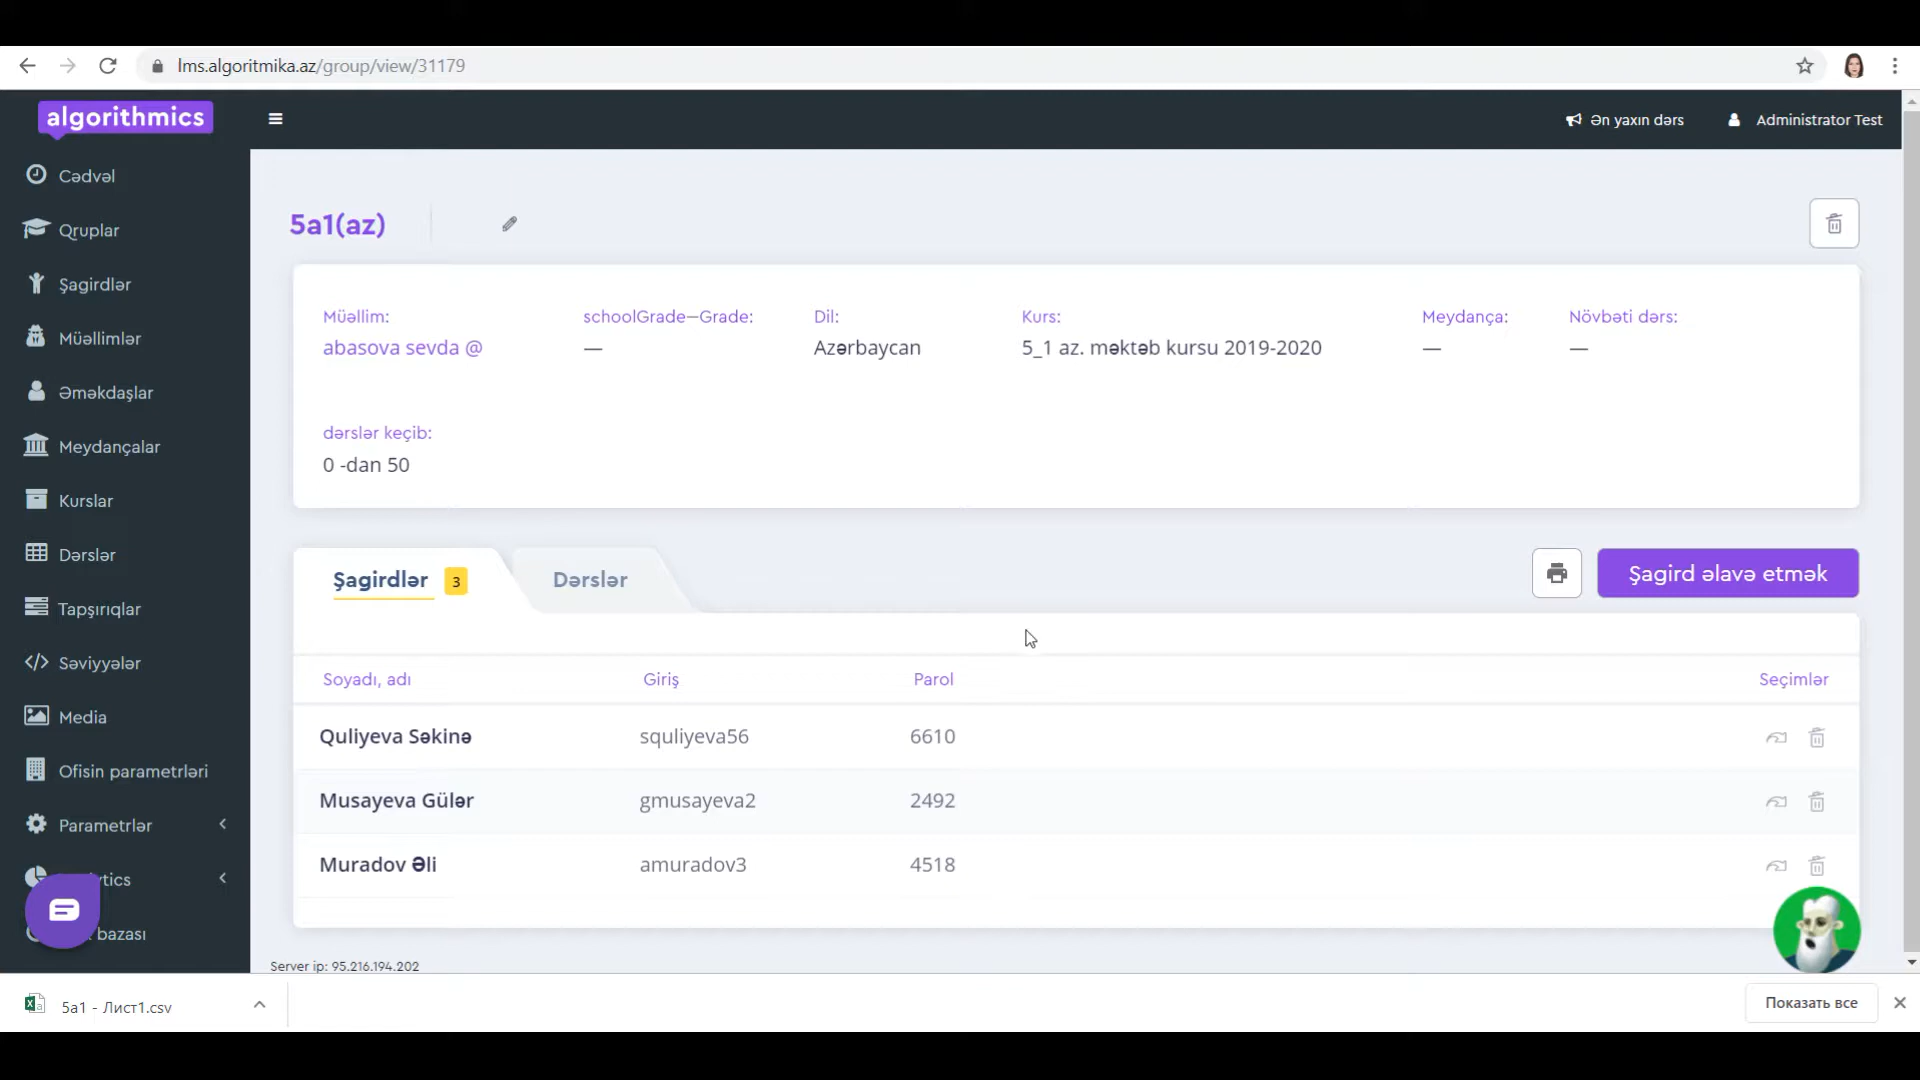 lms.algoritmika.az/group/view/31179
algorithmics
Ən yaxın dərs
Administrator Test
Cədvəl
Qruplar
Şagirdlər
Müəllimlər
Əməkdaşlar
Meydançalar
Kurslar
Dərslər
Tapşırıqlar
Səviyyələr
Media
Ofisin parametrləri
Parametrlər
tics
bazası
5a1(az)
Müəllim:
abasova sevda @
schoolGrade—Grade:
—
Dil:
Azərbaycan
Kurs:
5_1 az. məktəb kursu 2019-2020
Meydança:
—
Növbəti dərs:
—
dərslər keçib:
0 -dan 50
Şagirdlər 3
Dərslər
Şagird əlavə etmək
Soyadı, adı Giriş Parol Seçimlər
Quliyeva Səkinə squliyeva56 6610
Musayeva Gülər gmusayeva2 2492
Muradov Əli amuradov3 4518
Server ip: 95.216.194.202
5a1 - Лист1.csv
Показать все